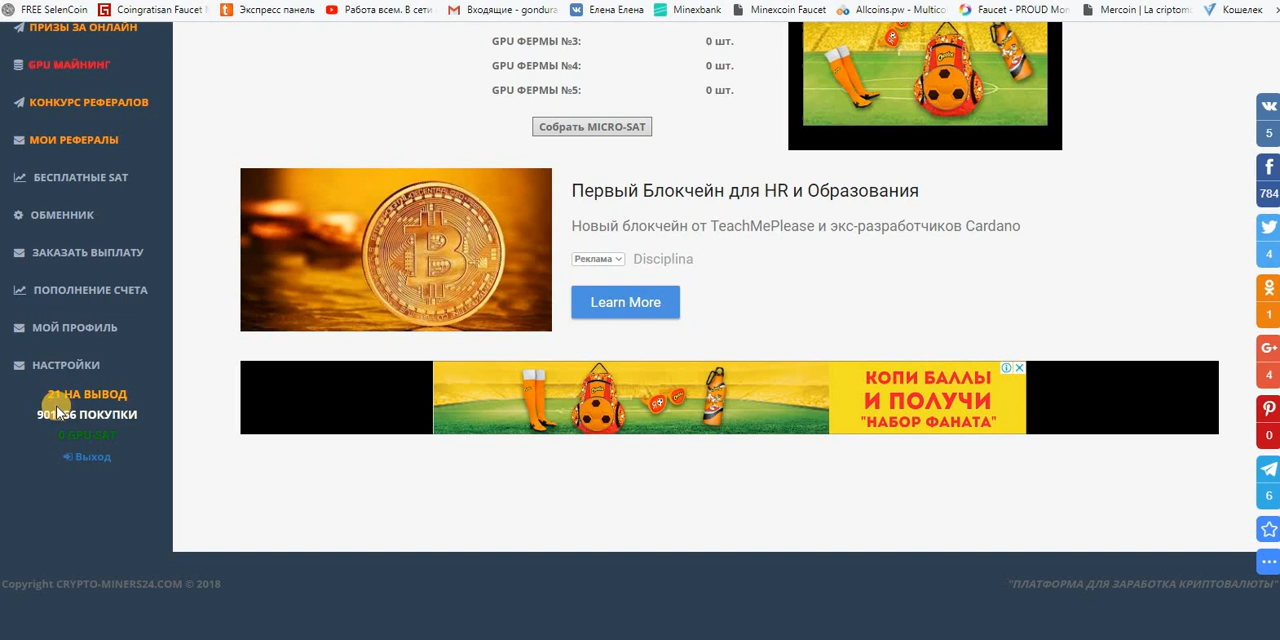 FREE SelenCoin
Coingratisan Faucet
Экспресс панель
Работа всем. В сети
Входящие - gondura
Елена Елена
Minexbank
Minexcoin Faucet
Allcoins.pw - Multico
Faucet - PROUD Mon
Mercoin | La criptom
Кошелек
ПРИЗЫ ЗА ОНЛАЙН
GPU МАЙНИНГ
КОНКУРС РЕФЕРАЛОВ
МОИ РЕФЕРАЛЫ
БЕСПЛАТНЫЕ SAT
ОБМЕННИК
ЗАКАЗАТЬ ВЫПЛАТУ
ПОПОЛНЕНИЕ СЧЕТА
МОЙ ПРОФИЛЬ
НАСТРОЙКИ
21 НА ВЫВОД
ПОКУПКИ
0 GPU SAT
Выход
GPU ФЕРМЫ №3: 0 шт.
GPU ФЕРМЫ №4: 0 шт.
GPU ФЕРМЫ №5: 0 шт.
Собрать MICRO-SAT
Первый Блокчейн для HR и Образования
Новый блокчейн от TeachMePlease и экс-разработчиков Cardano
Реклама Disciplina
Learn More
КОПИ БАЛЛЫ
И ПОЛУЧИ
"НАБОР ФАНАТА"
5
784
4
1
G+
4
0
6
Copyright CRYPTO-MINERS24.COM © 2018
"ПЛАТФОРМА ДЛЯ ЗАРАБОТКА КРИПТОВАЛЮТЫ"